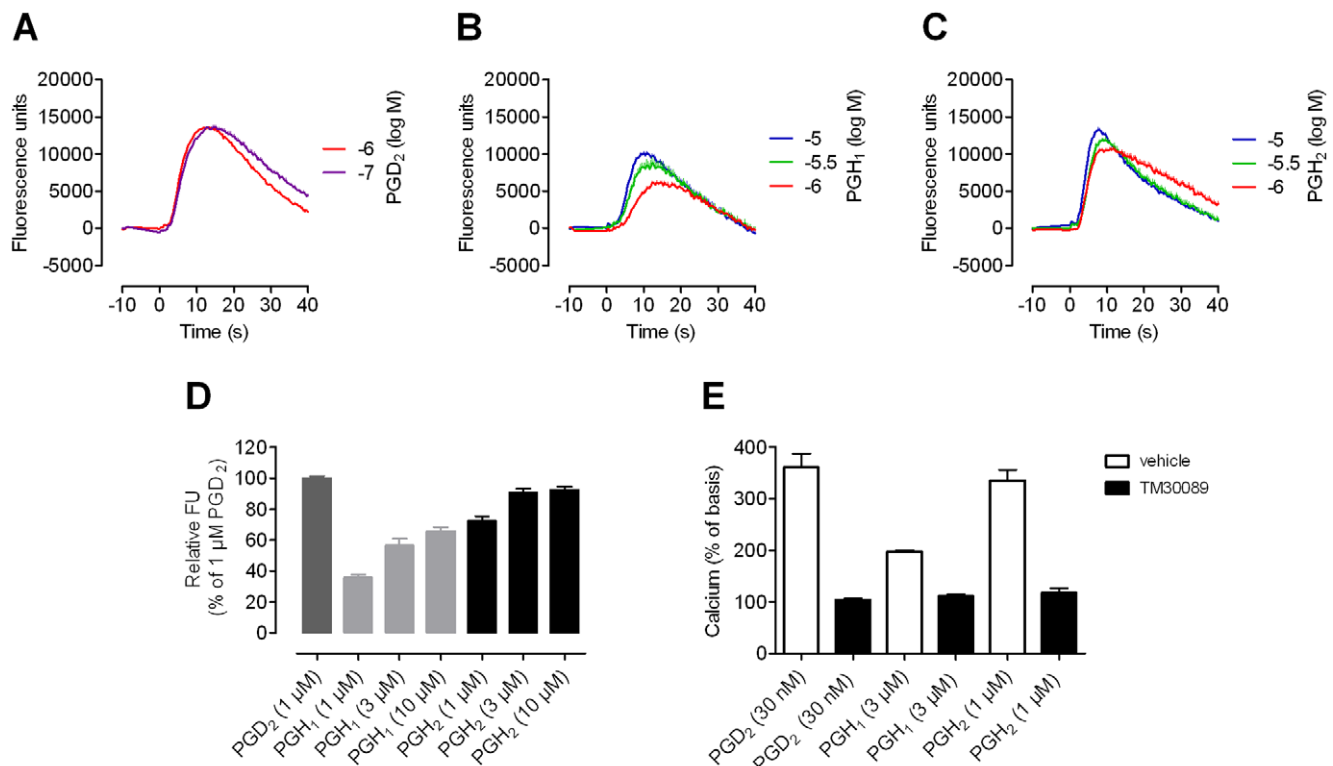 A
20000
15000
10000
5000
0
-5000
Fluorescence units
-10 0 10 20 30 40
Time (s)
-6
-7
PGD2 (log M)
B
20000
15000
10000
5000
0
-5000
Fluorescence units
-10 0 10 20 30 40
Time (s)
-5
-5.5
-6
PGH1 (log M)
C
20000
15000
10000
5000
0
-5000
Fluorescence units
-10 0 10 20 30 40
Time (s)
-5
-5.5
-6
PGH2 (log M)
D
120
100
80
60
40
20
0
Relative FU
(% of 1 µM PGD2)
PGD2 (1 µM)
PGH1 (1 µM)
PGH1 (3 µM)
PGH1 (10 µM)
PGH2 (1 µM)
PGH2 (3 µM)
PGH2 (10 µM)
E
400
300
200
100
0
Calcium (% of basis)
PGD2 (30 nM)
PGD2 (30 nM)
PGH1 (3 µM)
PGH1 (3 µM)
PGH2 (1 µM)
PGH2 (1 µM)
vehicle
TM30089